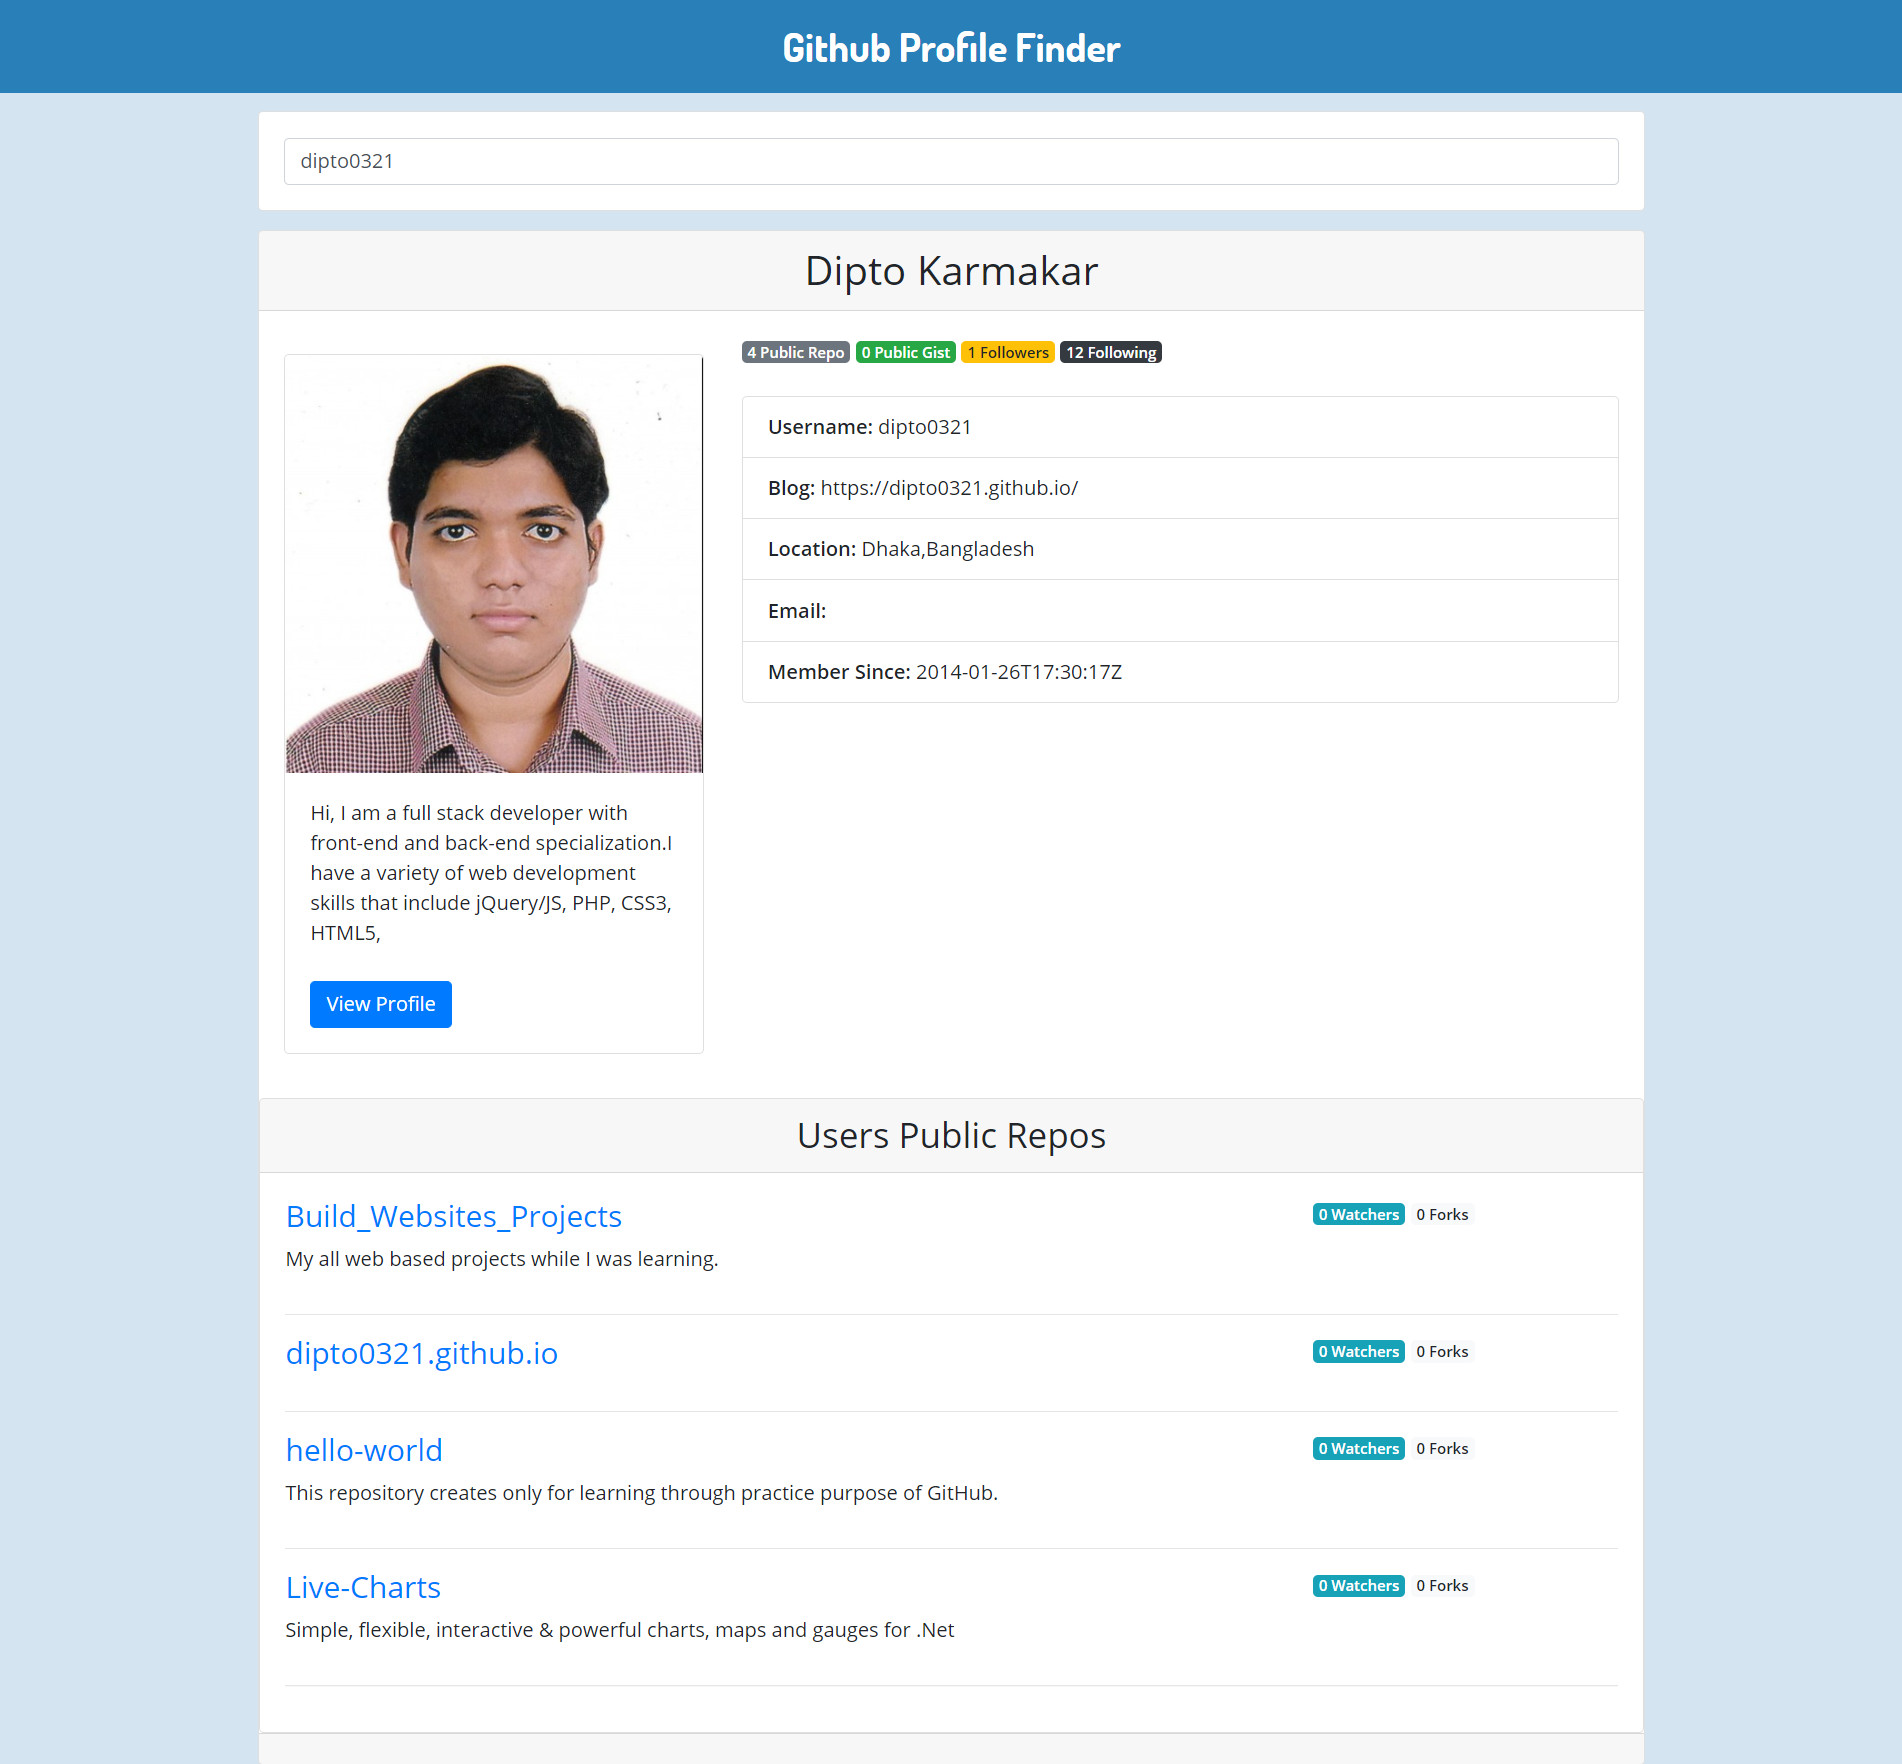 Github Profile Finder
dipto0321
Dipto Karmakar
4 Public Repo 0 Public Gist 1 Followers 12 Following
Username: dipto0321
Blog: https://dipto0321.github.io/
Location: Dhaka,Bangladesh
Email:
Member Since: 2014-01-26T17:30:17Z
Hi, I am a full stack developer with
front-end and back-end specialization.I
have a variety of web development
skills that include jQuery/JS, PHP, CSS3,
HTML5,
View Profile
Users Public Repos
Build_Websites_Projects 0 Watchers 0 Forks
My all web based projects while I was learning.
dipto0321.github.io 0 Watchers 0 Forks
hello-world 0 Watchers 0 Forks
This repository creates only for learning through practice purpose of GitHub.
Live-Charts 0 Watchers 0 Forks
Simple, flexible, interactive & powerful charts, maps and gauges for .Net